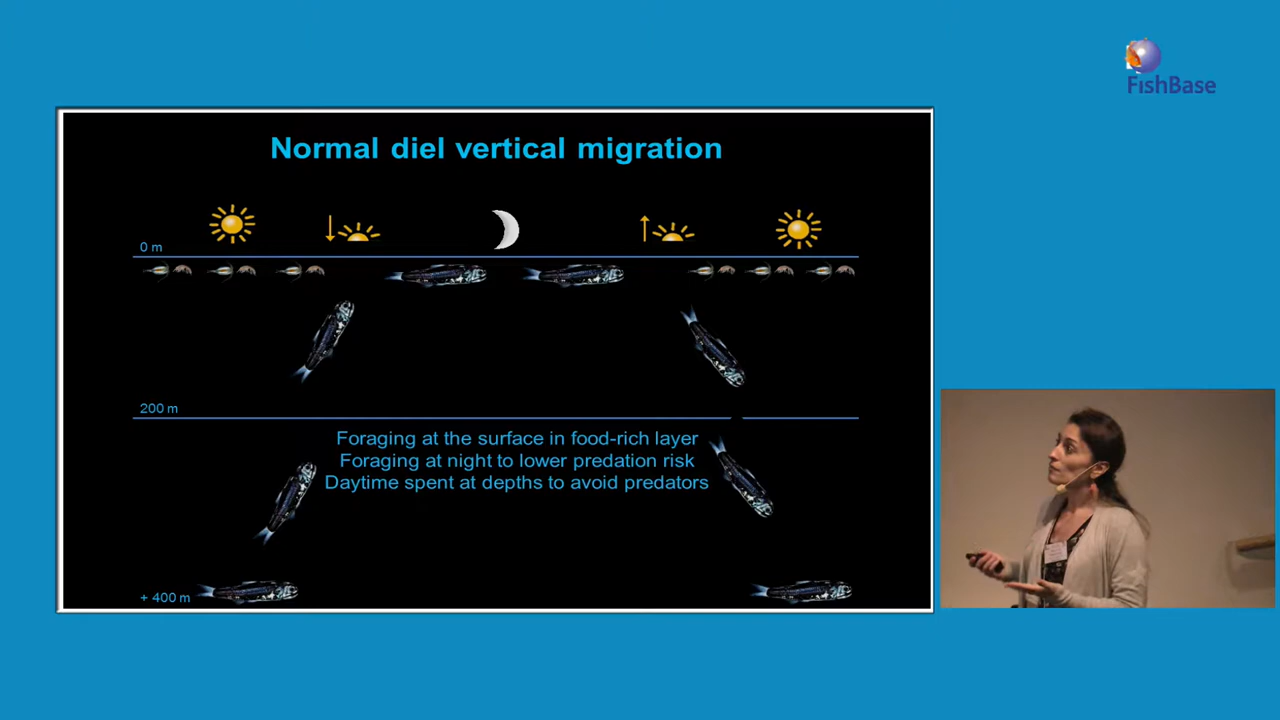 FishBase
Normal diel vertical migration
0 m
200 m
Foraging at the surface in food-rich layer
Foraging at night to lower predation risk
Daytime spent at depths to avoid predators
+ 400 m